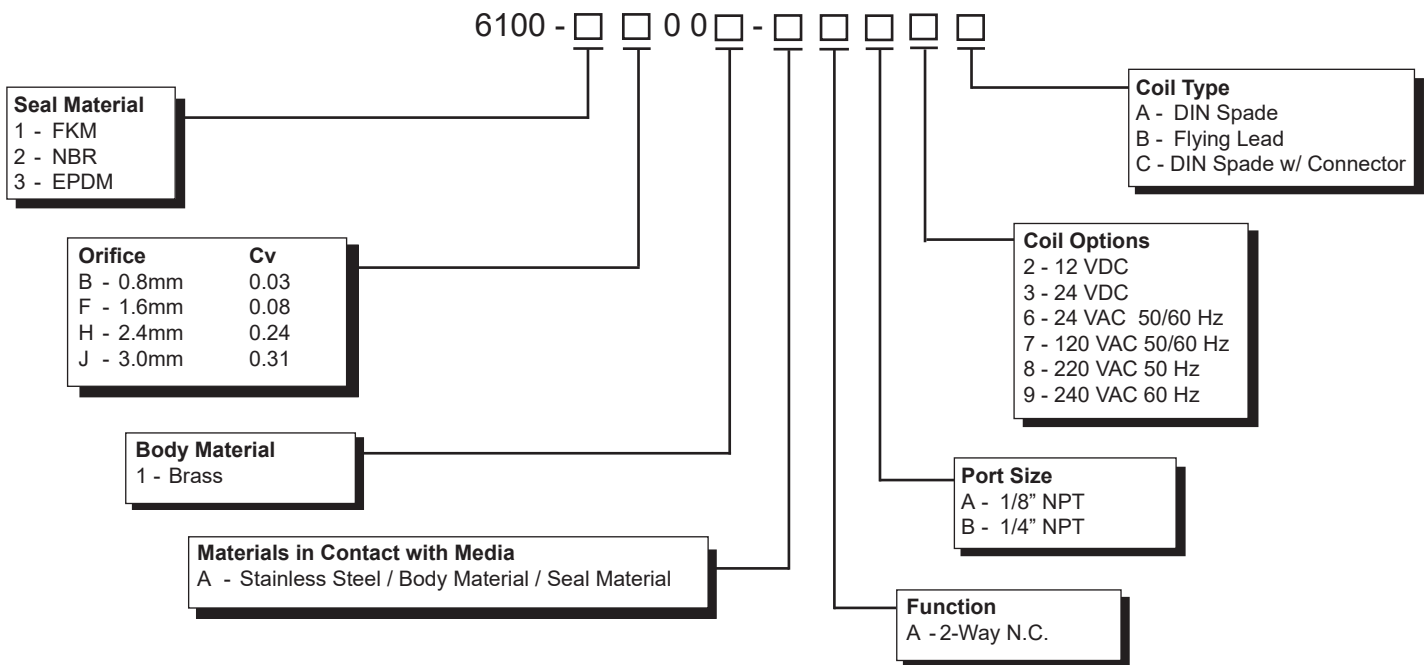 6100 - □ □ 0 0 □ - □ □ □ □ □
Seal Material
1 - FKM
2 - NBR
3 - EPDM
Orifice Cv
B - 0.8mm 0.03
F - 1.6mm 0.08
H - 2.4mm 0.24
J - 3.0mm 0.31
Body Material
1 - Brass
Materials in Contact with Media
A - Stainless Steel / Body Material / Seal Material
Function
A - 2-Way N.C.
Port Size
A - 1/8” NPT
B - 1/4” NPT
Coil Options
2 - 12 VDC
3 - 24 VDC
6 - 24 VAC 50/60 Hz
7 - 120 VAC 50/60 Hz
8 - 220 VAC 50 Hz
9 - 240 VAC 60 Hz
Coil Type
A - DIN Spade
B - Flying Lead
C - DIN Spade w/ Connector